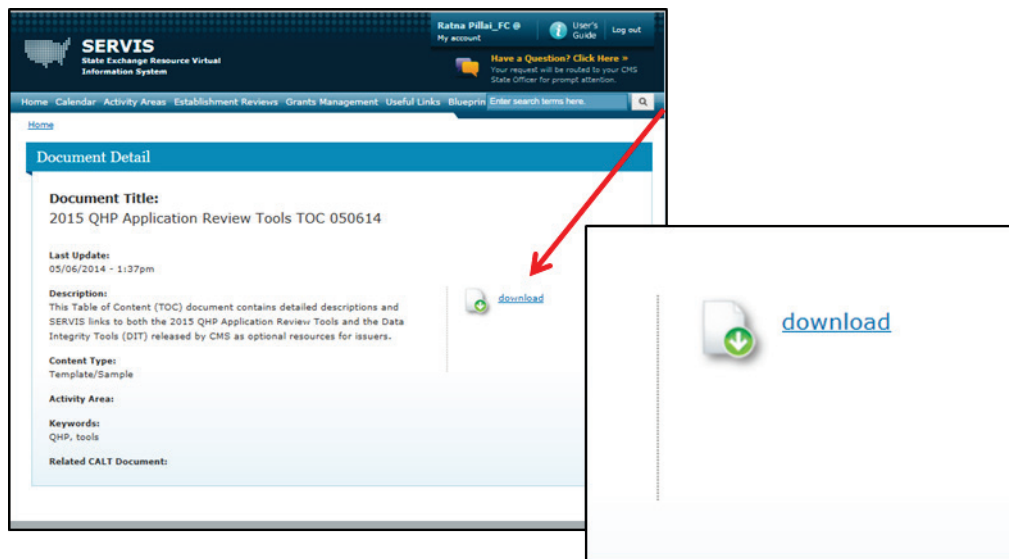 Ratna Pillai_FC @
My account
User's
Guide
Log out
SERVIS
State Exchange Resource Virtual
Information System
Have a Question? Click Here »
Your request will be routed to your CMS
State Officer for prompt attention.
Home Calendar Activity Areas Establishment Reviews Grants Management Useful Links Blueprin
Enter search terms here.
Home
Document Detail
Document Title:
2015 QHP Application Review Tools TOC 050614
Last Update:
05/06/2014 - 1:37pm
Description:
This Table of Content (TOC) document contains detailed descriptions and
SERVIS links to both the 2015 QHP Application Review Tools and the Data
Integrity Tools (DIT) released by CMS as optional resources for issuers.
Content Type:
Template/Sample
Activity Area:
Keywords:
QHP, tools
Related CALT Document:
download
download